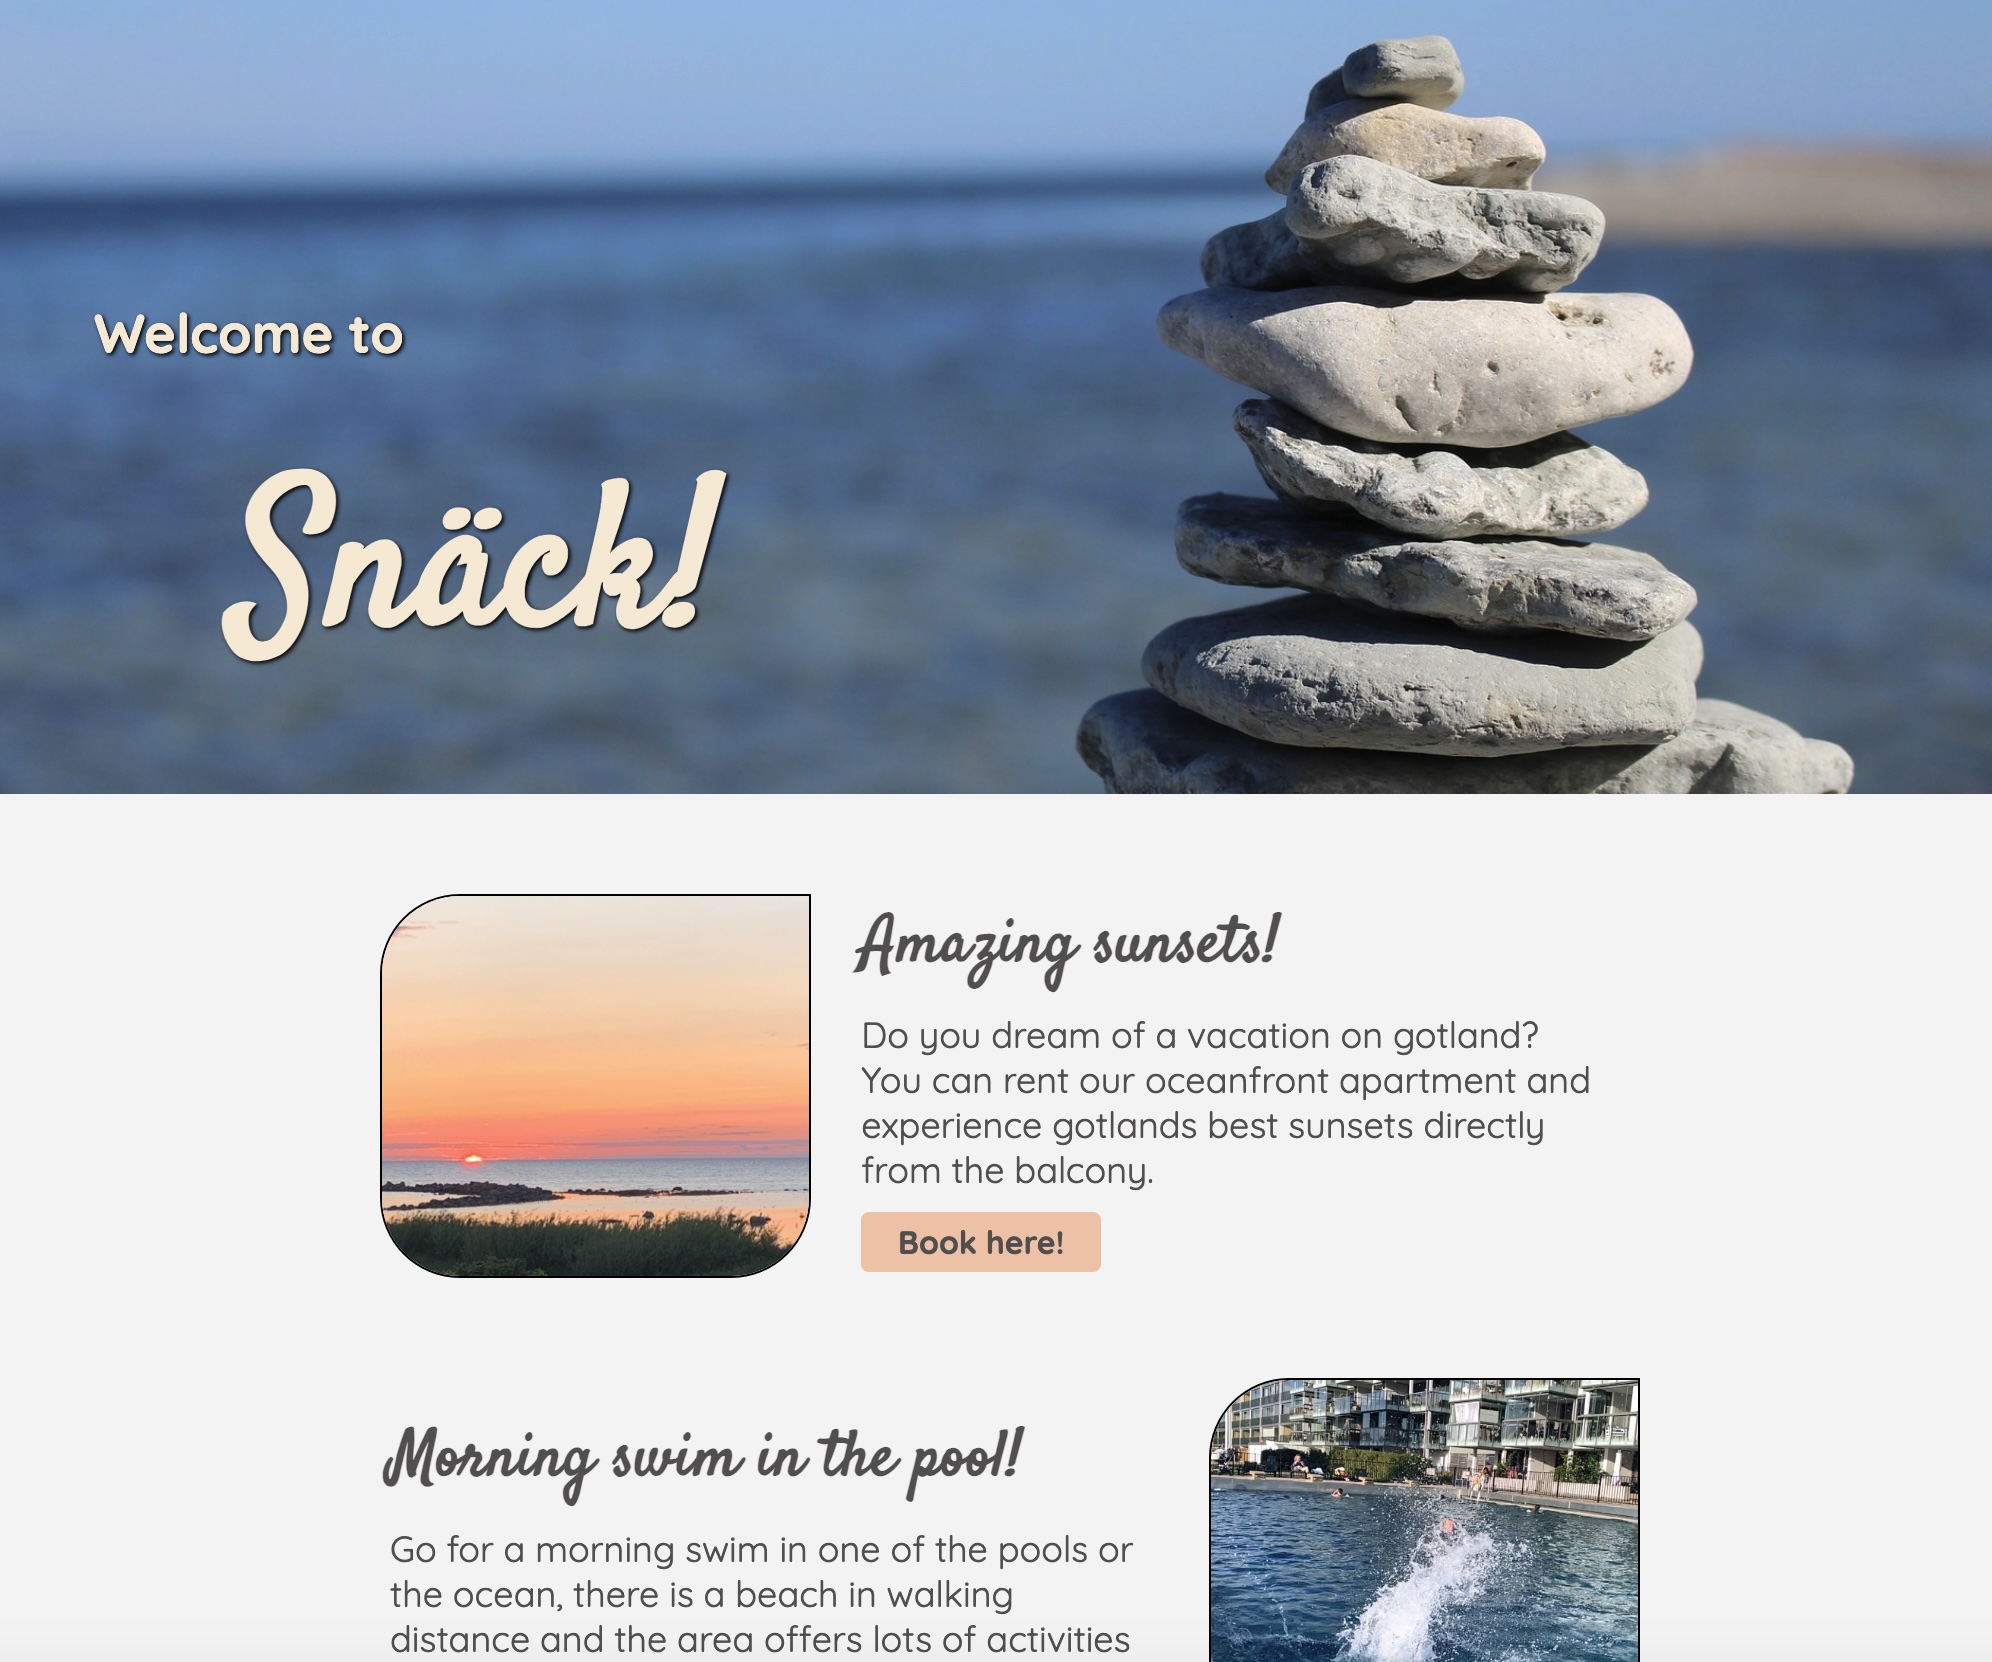 Welcome to
Snäck!
Amazing sunsets!
Do you dream of a vacation on gotland?
You can rent our oceanfront apartment and
experience gotlands best sunsets directly
from the balcony.
Book here!
Morning swim in the pool!
Go for a morning swim in one of the pools or
the ocean, there is a beach in walking
distance and the area offers lots of activities